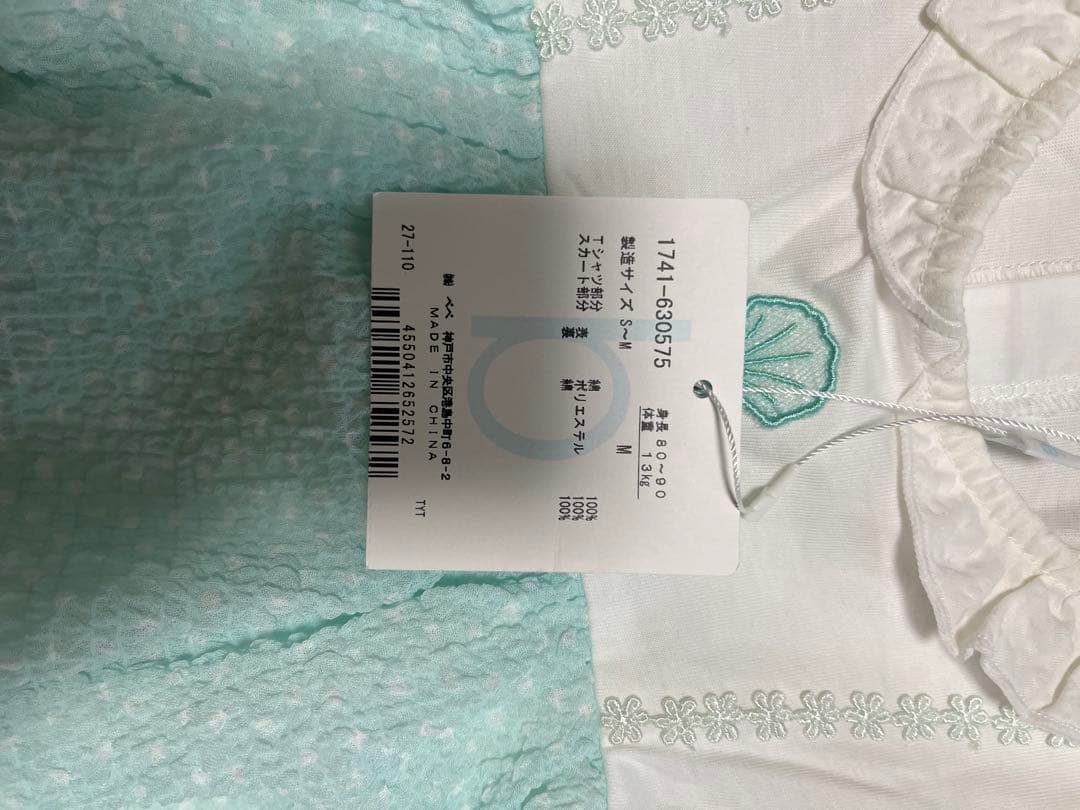 1741-630575
身長 80〜90
体重 13kg
製造サイズ S〜M M
Tシャツ部分 綿 100%
スカート部分 表 ポリエステル 100%
裏 綿 100%
㈱ べべ 神戸市中央区港島中町6-8-2
MADE IN CHINA
TYT
4550412652572
27-110